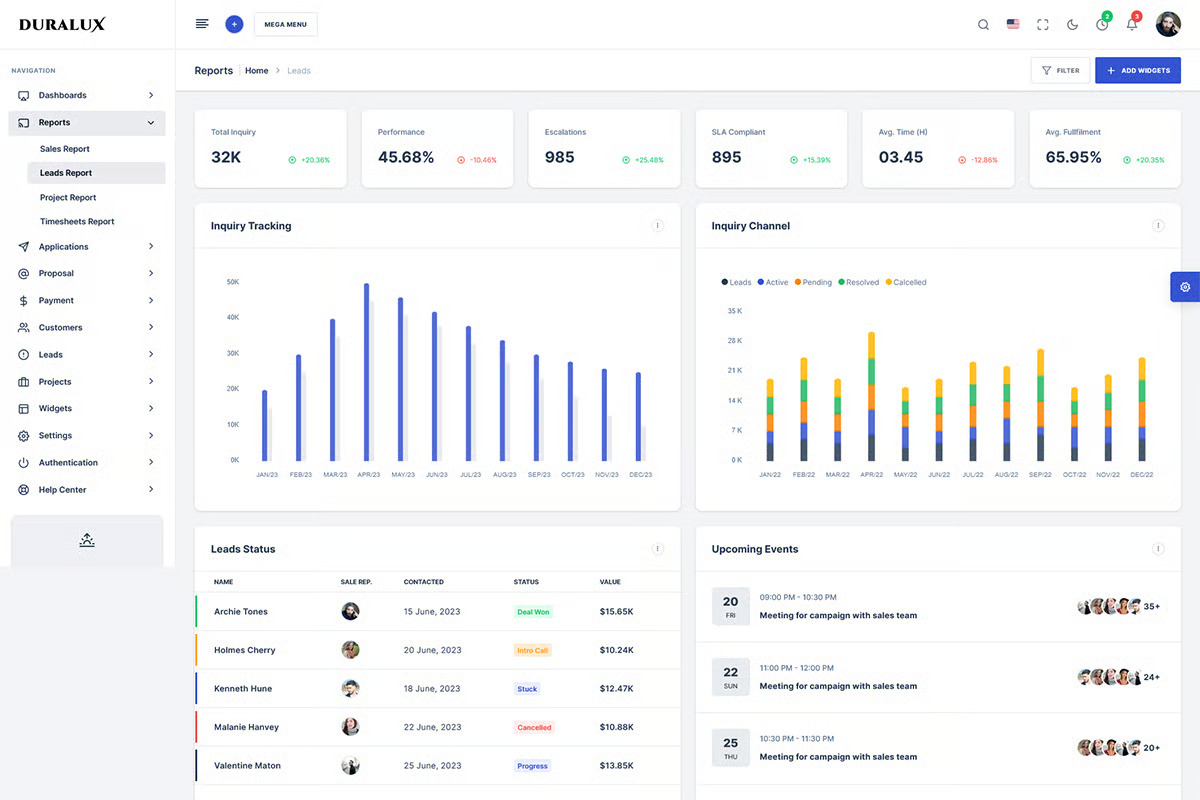 DURALUX
MEGA MENU
2
3
NAVIGATION
Dashboards
Reports
Sales Report
Leads Report
Project Report
Timesheets Report
Applications
Proposal
Payment
Customers
Leads
Projects
Widgets
Settings
Authentication
Help Center
Reports Home Leads
FILTER
ADD WIDGETS
Total Inquiry
32K +20.36%
Performance
45.68% -10.46%
Escalations
985 +25.48%
SLA Compliant
895 +15.39%
Avg. Time (H)
03.45 -12.86%
Avg. Fullfilment
65.95% +20.35%
Inquiry Tracking
50K
40K
30K
20K
10K
0K
JAN/23 FEB/23 MAR/23 APR/23 MAY/23 JUN/23 JUL/23 AUG/23 SEP/23 OCT/23 NOV/23 DEC/23
Inquiry Channel
Leads Active Pending Resolved Calcelled
35 K
28 K
21 K
14 K
7 K
0 K
JAN/22 FEB/22 MAR/22 APR/22 MAY/22 JUN/22 JUL/22 AUG/22 SEP/22 OCT/22 NOV/22 DEC/22
Leads Status
NAME SALE REP. CONTACTED STATUS VALUE
Archie Tones 15 June, 2023 Deal Won $15.65K
Holmes Cherry 20 June, 2023 Intro Call $10.24K
Kenneth Hune 18 June, 2023 Stuck $12.47K
Malanie Hanvey 22 June, 2023 Cancelled $10.88K
Valentine Maton 25 June, 2023 Progress $13.85K
Upcoming Events
20
FRI
09:00 PM - 10:30 PM
Meeting for campaign with sales team
35+
22
SUN
11:00 PM - 12:00 PM
Meeting for campaign with sales team
24+
25
THU
10:30 PM - 11:30 PM
Meeting for campaign with sales team
20+